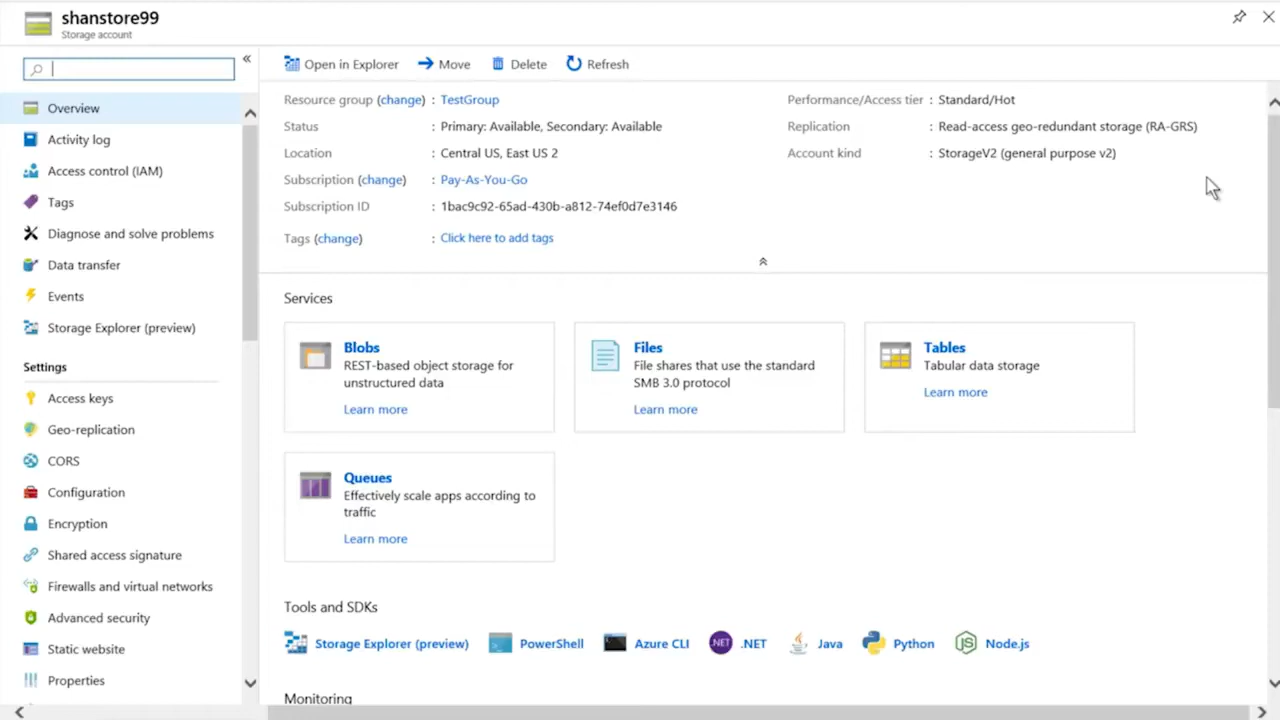 shanstore99
Storage account
Overview
Activity log
Access control (IAM)
Tags
Diagnose and solve problems
Data transfer
Events
Storage Explorer (preview)
Settings
Access keys
Geo-replication
CORS
Configuration
Encryption
Shared access signature
Firewalls and virtual networks
Advanced security
Static website
Properties
Open in Explorer Move Delete Refresh
Resource group (change) : TestGroup
Status : Primary: Available, Secondary: Available
Location : Central US, East US 2
Subscription (change) : Pay-As-You-Go
Subscription ID : 1bac9c92-65ad-430b-a812-74ef0d7e3146
Tags (change) : Click here to add tags
Performance/Access tier : Standard/Hot
Replication : Read-access geo-redundant storage (RA-GRS)
Account kind : StorageV2 (general purpose v2)
Services
Blobs
REST-based object storage for
unstructured data
Learn more
Files
File shares that use the standard
SMB 3.0 protocol
Learn more
Tables
Tabular data storage
Learn more
Queues
Effectively scale apps according to
traffic
Learn more
Tools and SDKs
Storage Explorer (preview) PowerShell Azure CLI NET .NET Java Python JS Node.js
Monitoring